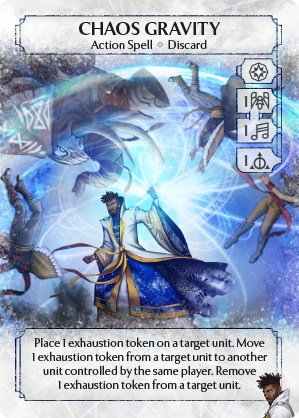 CHAOS GRAVITY
Action Spell ◇ Discard
1
1
1
Place 1 exhaustion token on a target unit. Move
1 exhaustion token from a target unit to another
unit controlled by the same player. Remove
1 exhaustion token from a target unit.